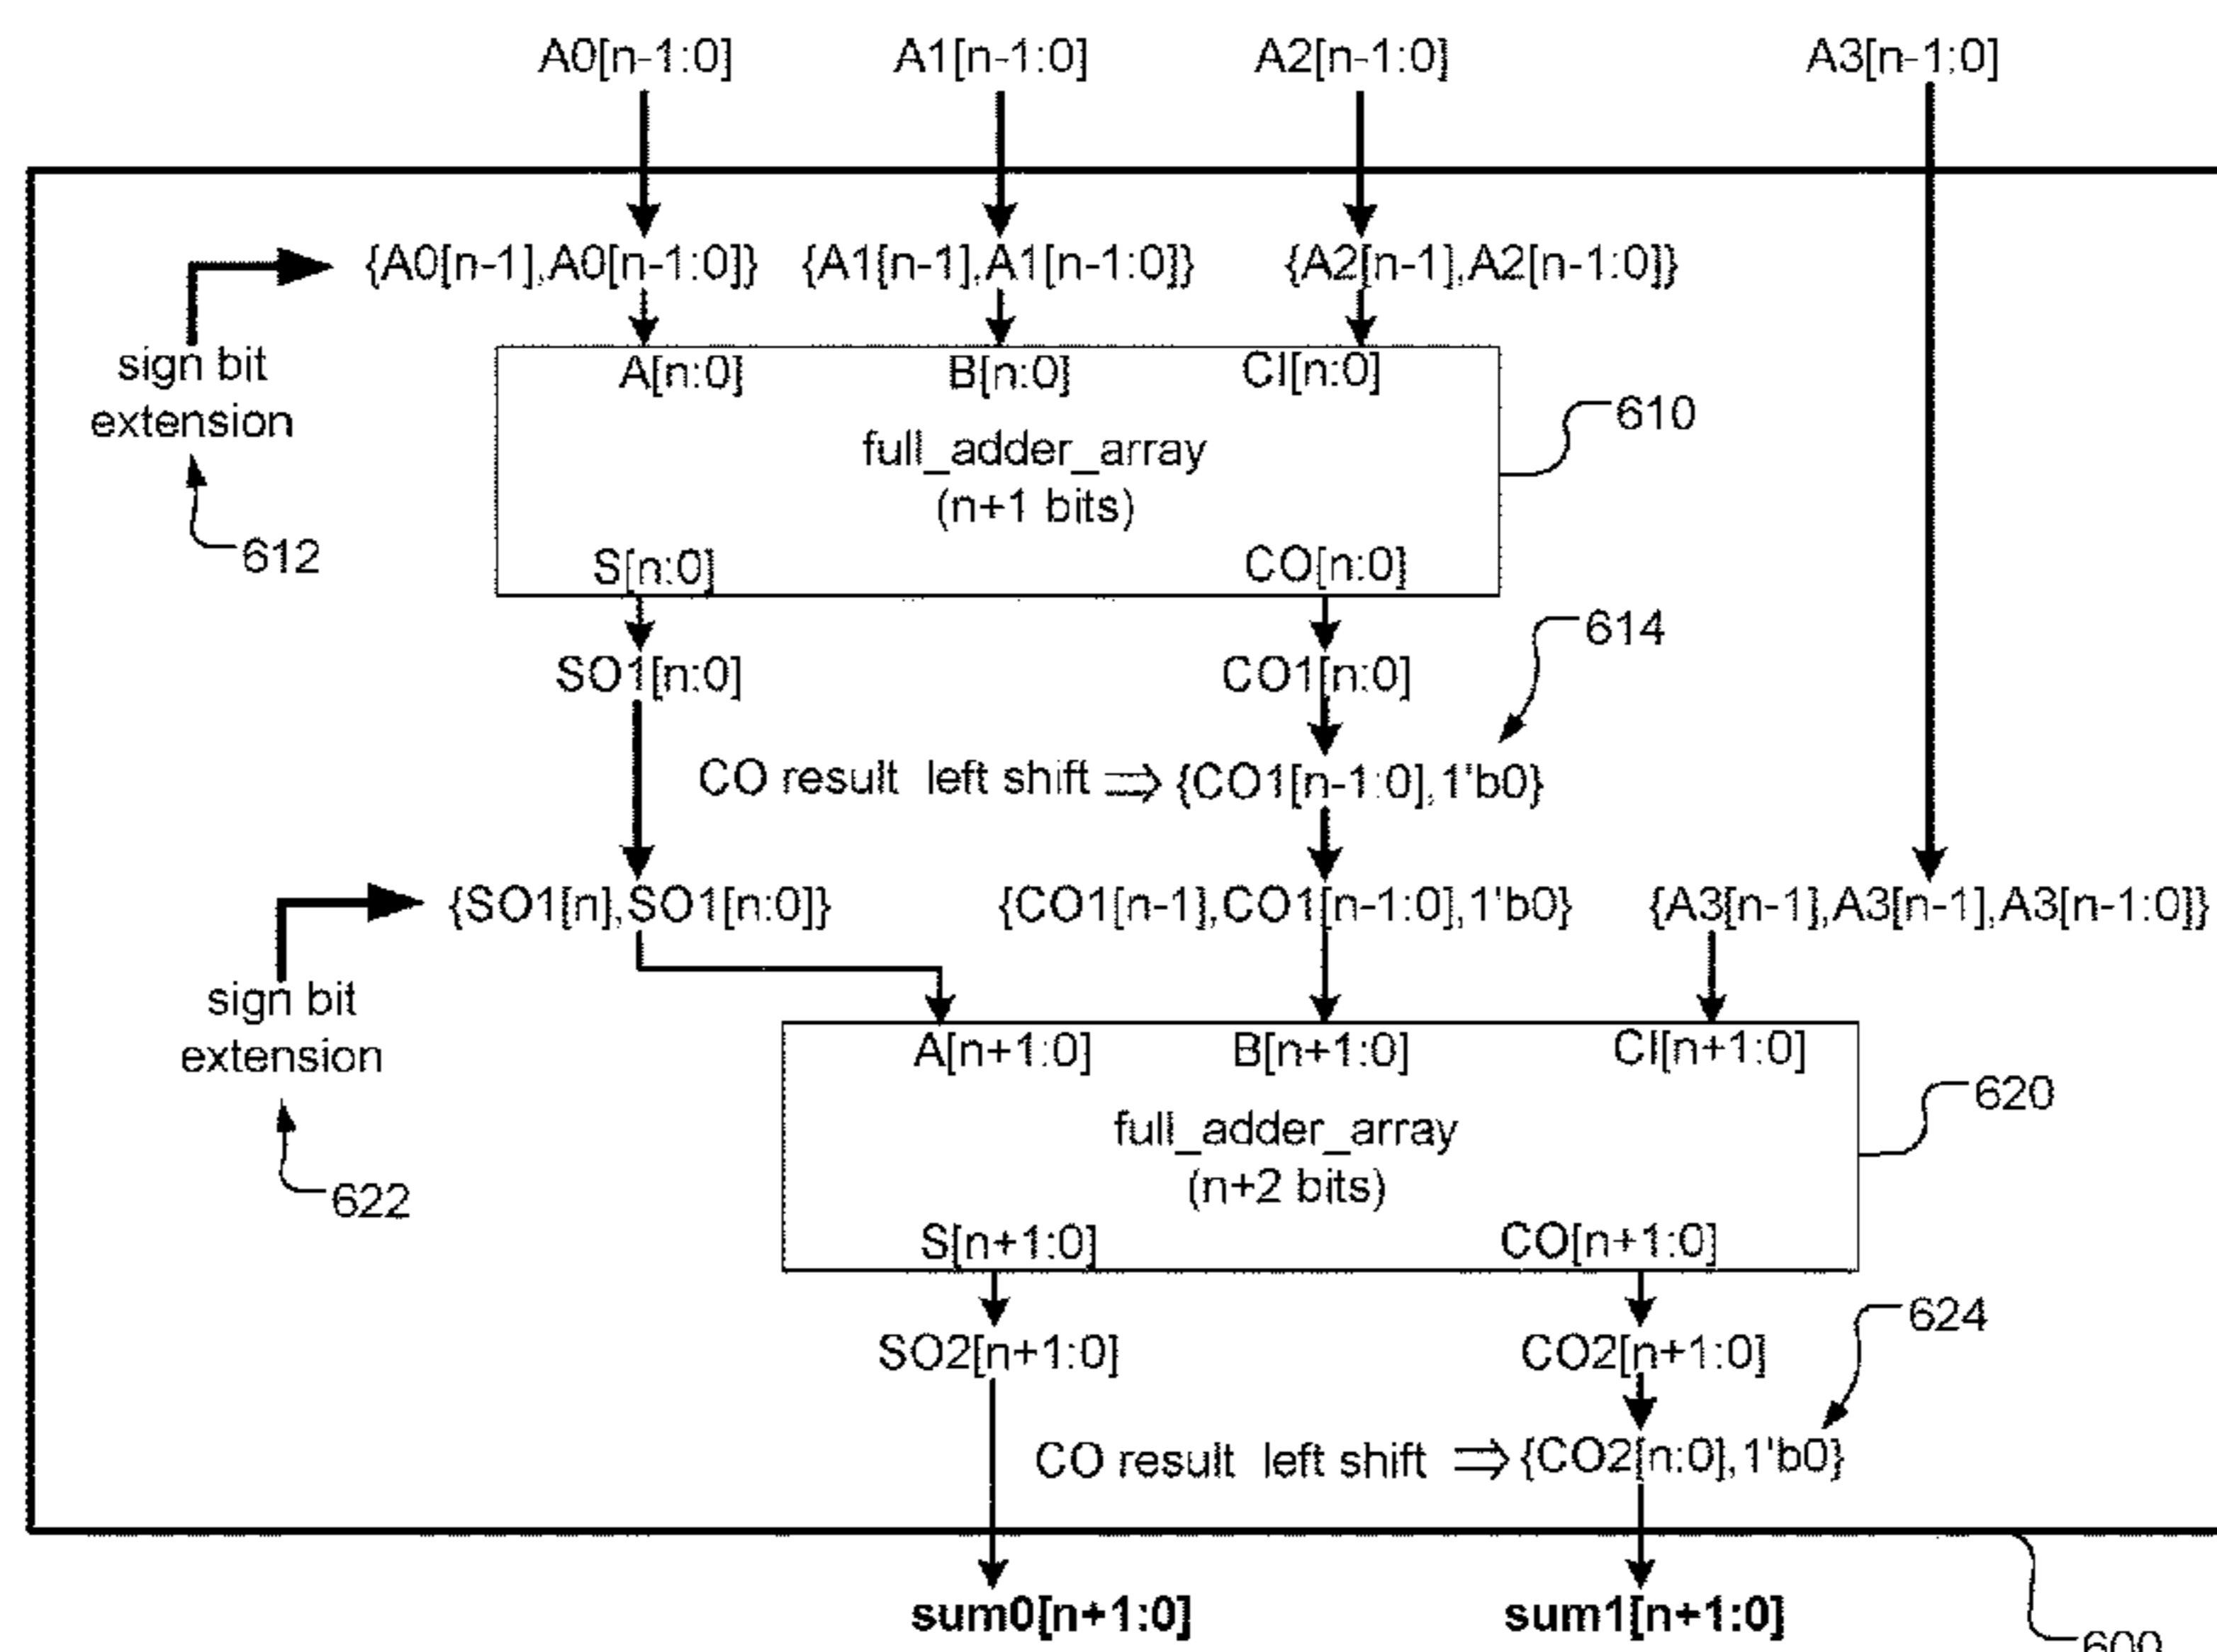 A0[n-1:0] A1[n-1:0] A2[n-1:0] A3[n-1:0]
{A0[n-1],A0[n-1:0]} {A1[n-1],A1[n-1:0]} {A2[n-1],A2[n-1:0]}
sign bit
extension
612
A[n:0] B[n:0] CI[n:0]
full_adder_array
(n+1 bits)
610
S[n:0] CO[n:0]
614
SO1[n:0] CO1[n:0]
CO result left shift ⇒ {CO1[n-1:0],1'b0}
{SO1[n],SO1[n:0]} {CO1[n-1],CO1[n-1:0],1'b0} {A3[n-1],A3[n-1],A3[n-1:0]}
sign bit
extension
622
A[n+1:0] B[n+1:0] CI[n+1:0]
full_adder_array
(n+2 bits)
620
S[n+1:0] CO[n+1:0]
624
SO2[n+1:0] CO2[n+1:0]
CO result left shift ⇒ {CO2[n:0],1'b0}
sum0[n+1:0] sum1[n+1:0]
600